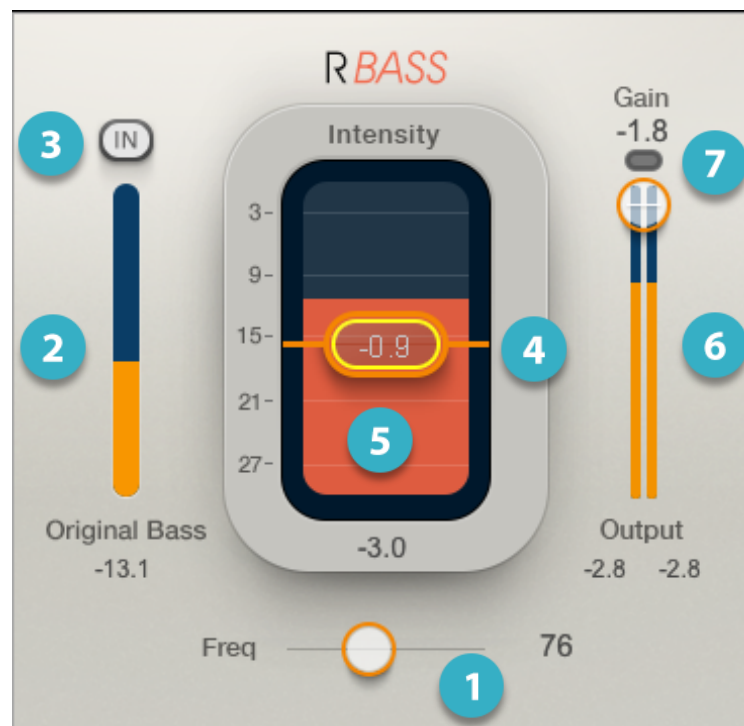 R BASS
Gain
-1.8
3
IN
Intensity
7
3-
9-
2
15-
-0.9
4
6
21-
5
27-
Original Bass
-13.1
-3.0
Output
-2.8 -2.8
Freq
76
1